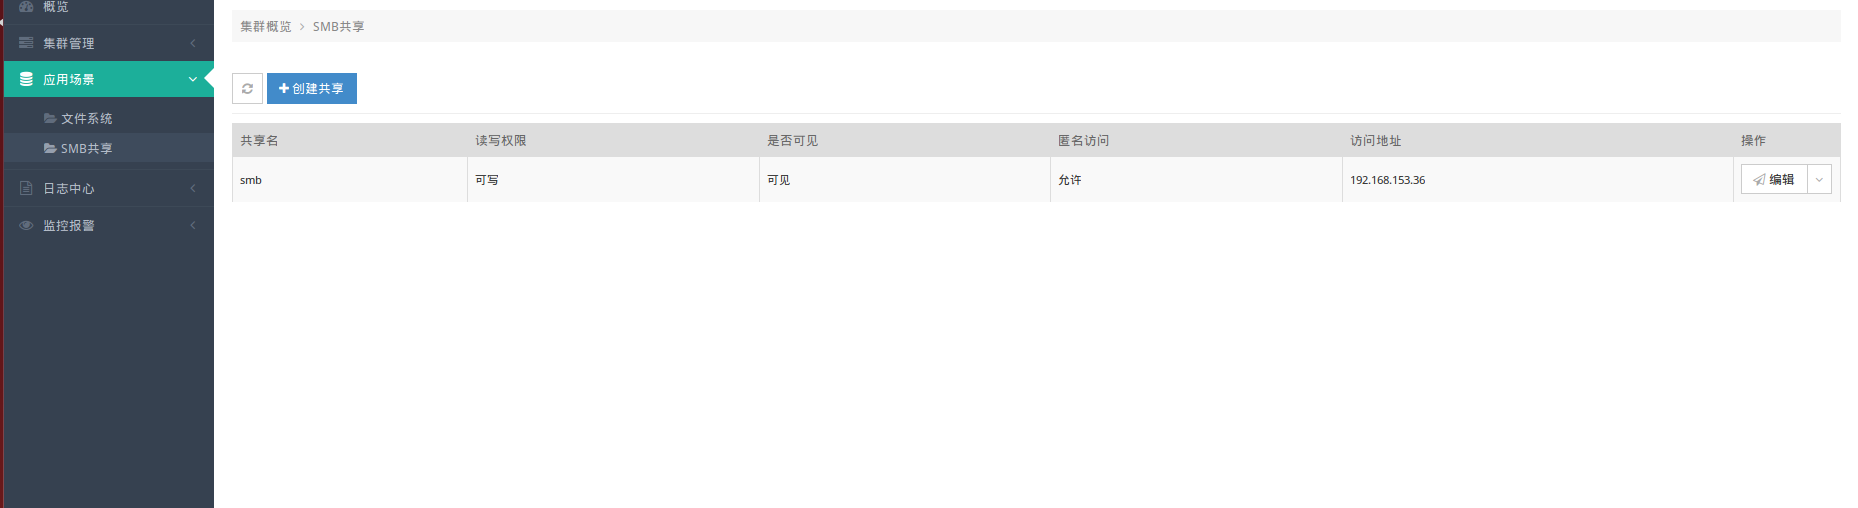 概览
集群管理
应用场景
文件系统
SMB共享
日志中心
监控报警
集群概览 > SMB共享
创建共享
共享名 读写权限 是否可见 匿名访问 访问地址 操作
smb 可写 可见 允许 192.168.153.36 编辑